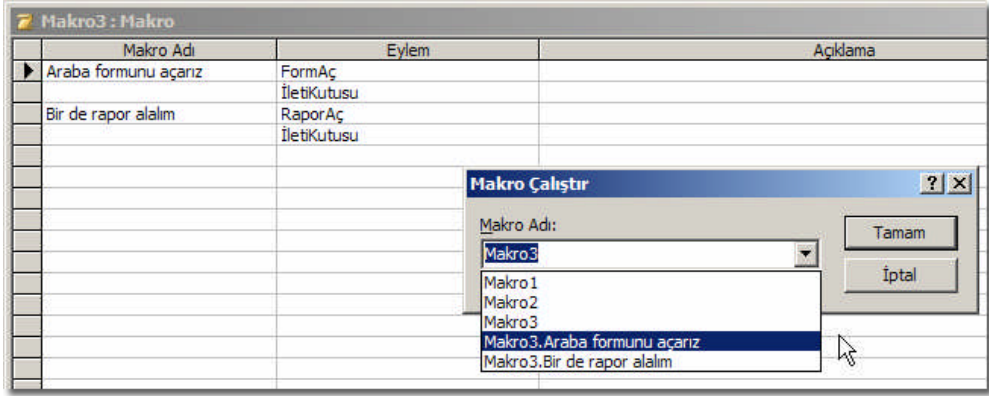 Makro3 : Makro
Makro Adı Eylem Açıklama
Araba formunu açarız FormAç
İletiKutusu
Bir de rapor alalım RaporAç
İletiKutusu
Makro Çalıştır
Makro Adı:
Makro3
Tamam
İptal
Makro1
Makro2
Makro3
Makro3.Araba formunu açarız
Makro3.Bir de rapor alalım